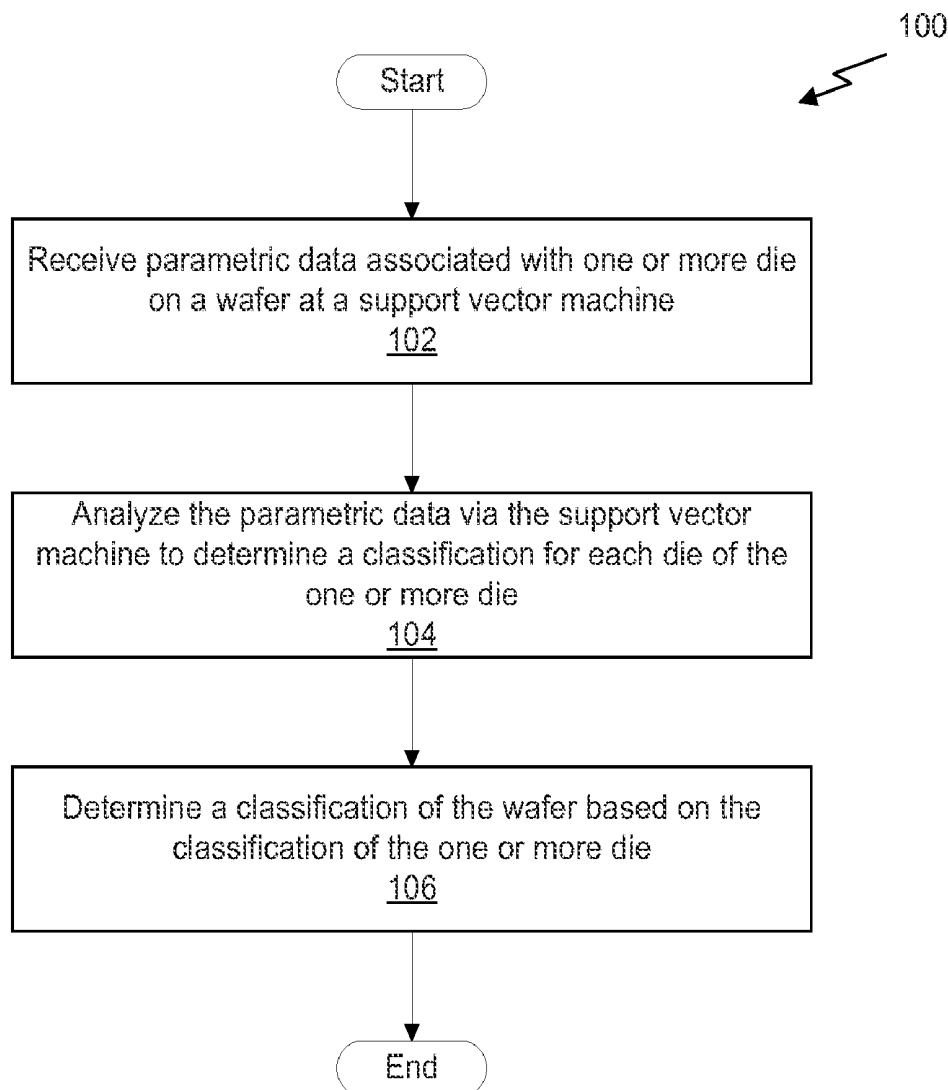 100
Start
Receive parametric data associated with one or more die
on a wafer at a support vector machine
102
Analyze the parametric data via the support vector
machine to determine a classification for each die of the
one or more die
104
Determine a classification of the wafer based on the
classification of the one or more die
106
End